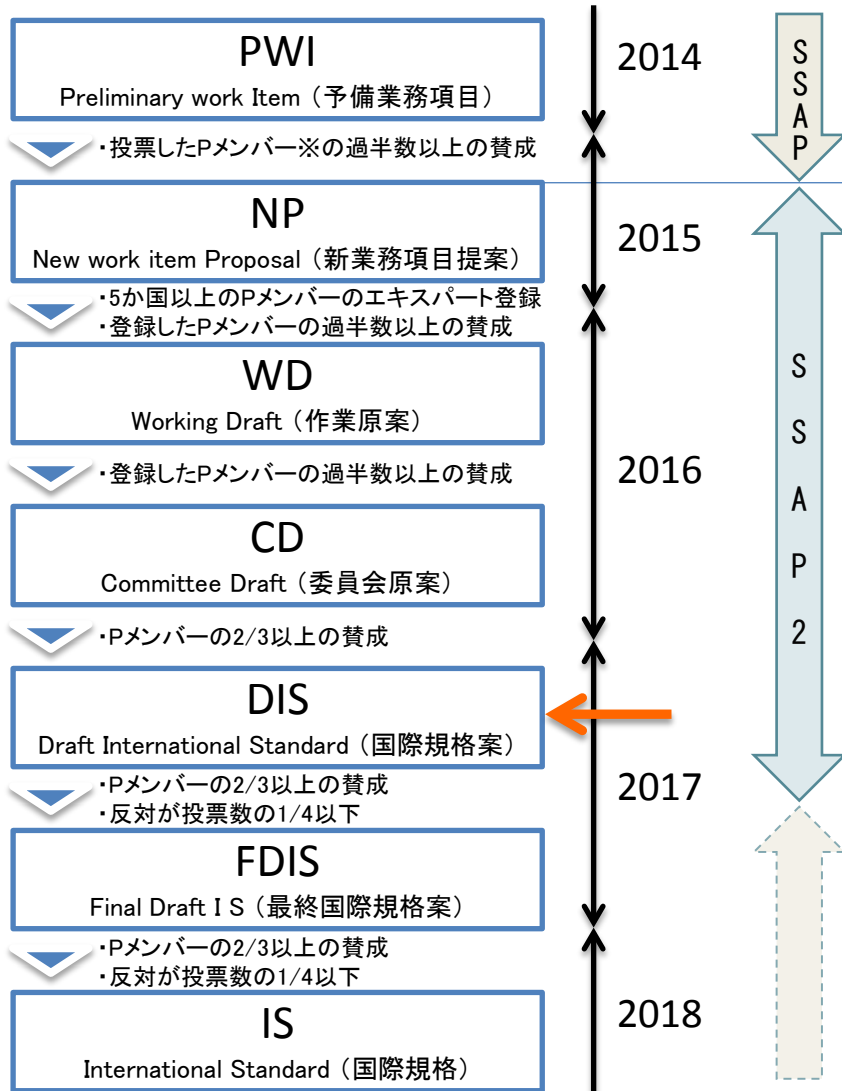 PWI
Preliminary work Item（予備業務項目）
・投票したPメンバー※の過半数以上の賛成
NP
New work item Proposal（新業務項目提案）
・5か国以上のPメンバーのエキスパート登録
・登録したPメンバーの過半数以上の賛成
WD
Working Draft（作業原案）
・登録したPメンバーの過半数以上の賛成
CD
Committee Draft（委員会原案）
・Pメンバーの2/3以上の賛成
DIS
Draft International Standard（国際規格案）
・Pメンバーの2/3以上の賛成
・反対が投票数の1/4以下
FDIS
Final Draft I S（最終国際規格案）
・Pメンバーの2/3以上の賛成
・反対が投票数の1/4以下
IS
International Standard（国際規格）
2014
2015
2016
2017
2018
SSAP
SSAP2